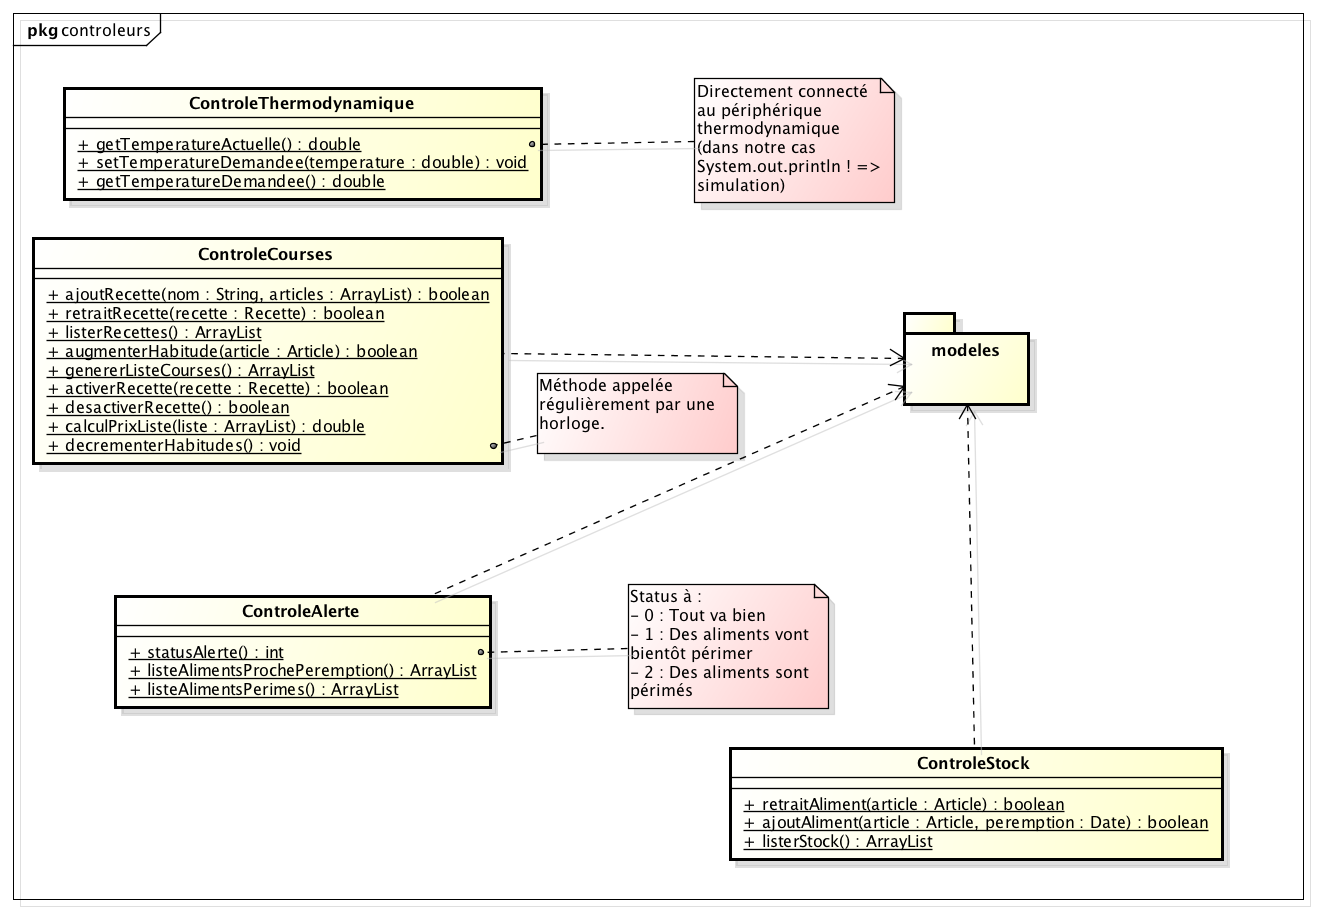 pkg controleurs
ControleThermodynamique
+ getTemperatureActuelle() : double
+ setTemperatureDemandee(temperature : double) : void
+ getTemperatureDemandee() : double
Directement connecté
au périphérique
thermodynamique
(dans notre cas
System.out.println ! =>
simulation)
ControleCourses
+ ajoutRecette(nom : String, articles : ArrayList) : boolean
+ retraitRecette(recette : Recette) : boolean
+ listerRecettes() : ArrayList
+ augmenterHabitude(article : Article) : boolean
+ genererListeCourses() : ArrayList
+ activerRecette(recette : Recette) : boolean
+ desactiverRecette() : boolean
+ calculPrixListe(liste : ArrayList) : double
+ decrementerHabitudes() : void
Méthode appelée
régulièrement par une
horloge.
modeles
ControleAlerte
+ statusAlerte() : int
+ listeAlimentsProchePeremption() : ArrayList
+ listeAlimentsPerimes() : ArrayList
Status à :
- 0 : Tout va bien
- 1 : Des aliments vont
bientôt périmer
- 2 : Des aliments sont
périmés
ControleStock
+ retraitAliment(article : Article) : boolean
+ ajoutAliment(article : Article, peremption : Date) : boolean
+ listerStock() : ArrayList